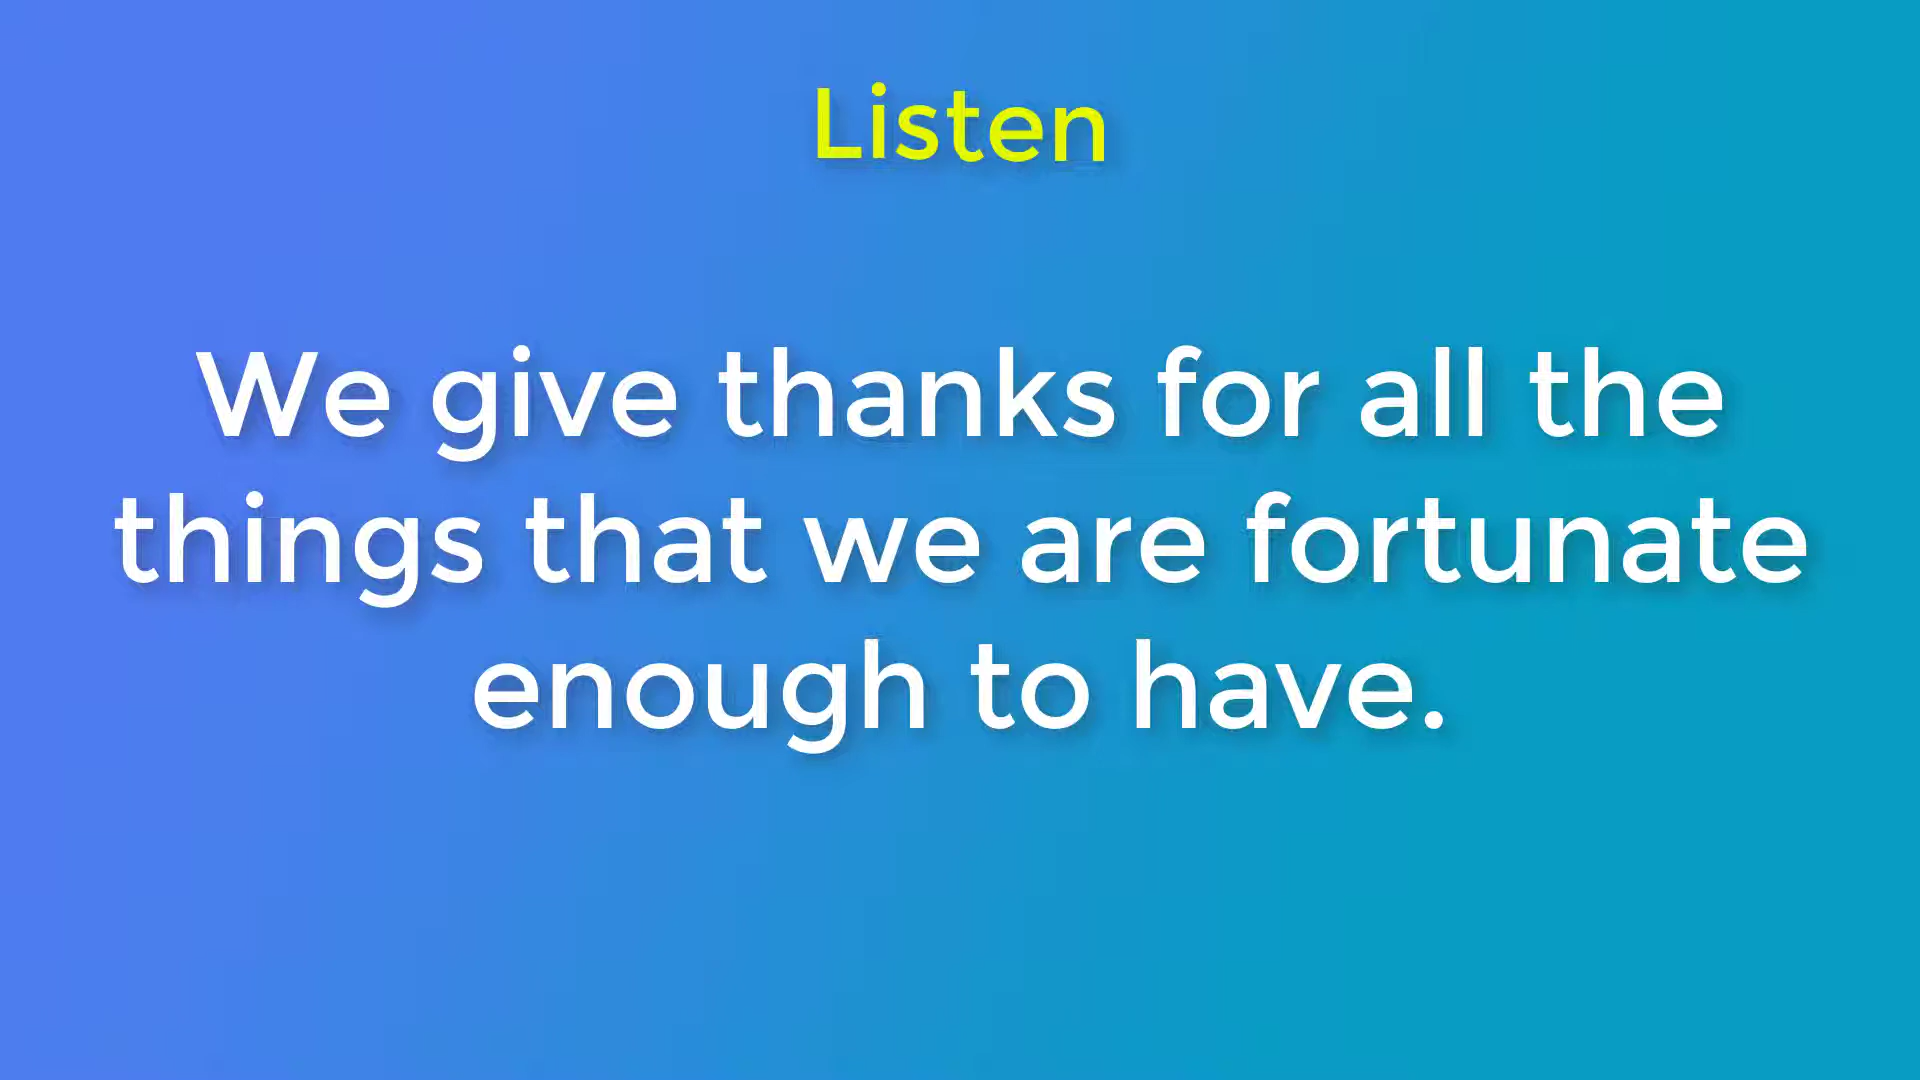 Listen
We give thanks for all the
things that we are fortunate
enough to have.